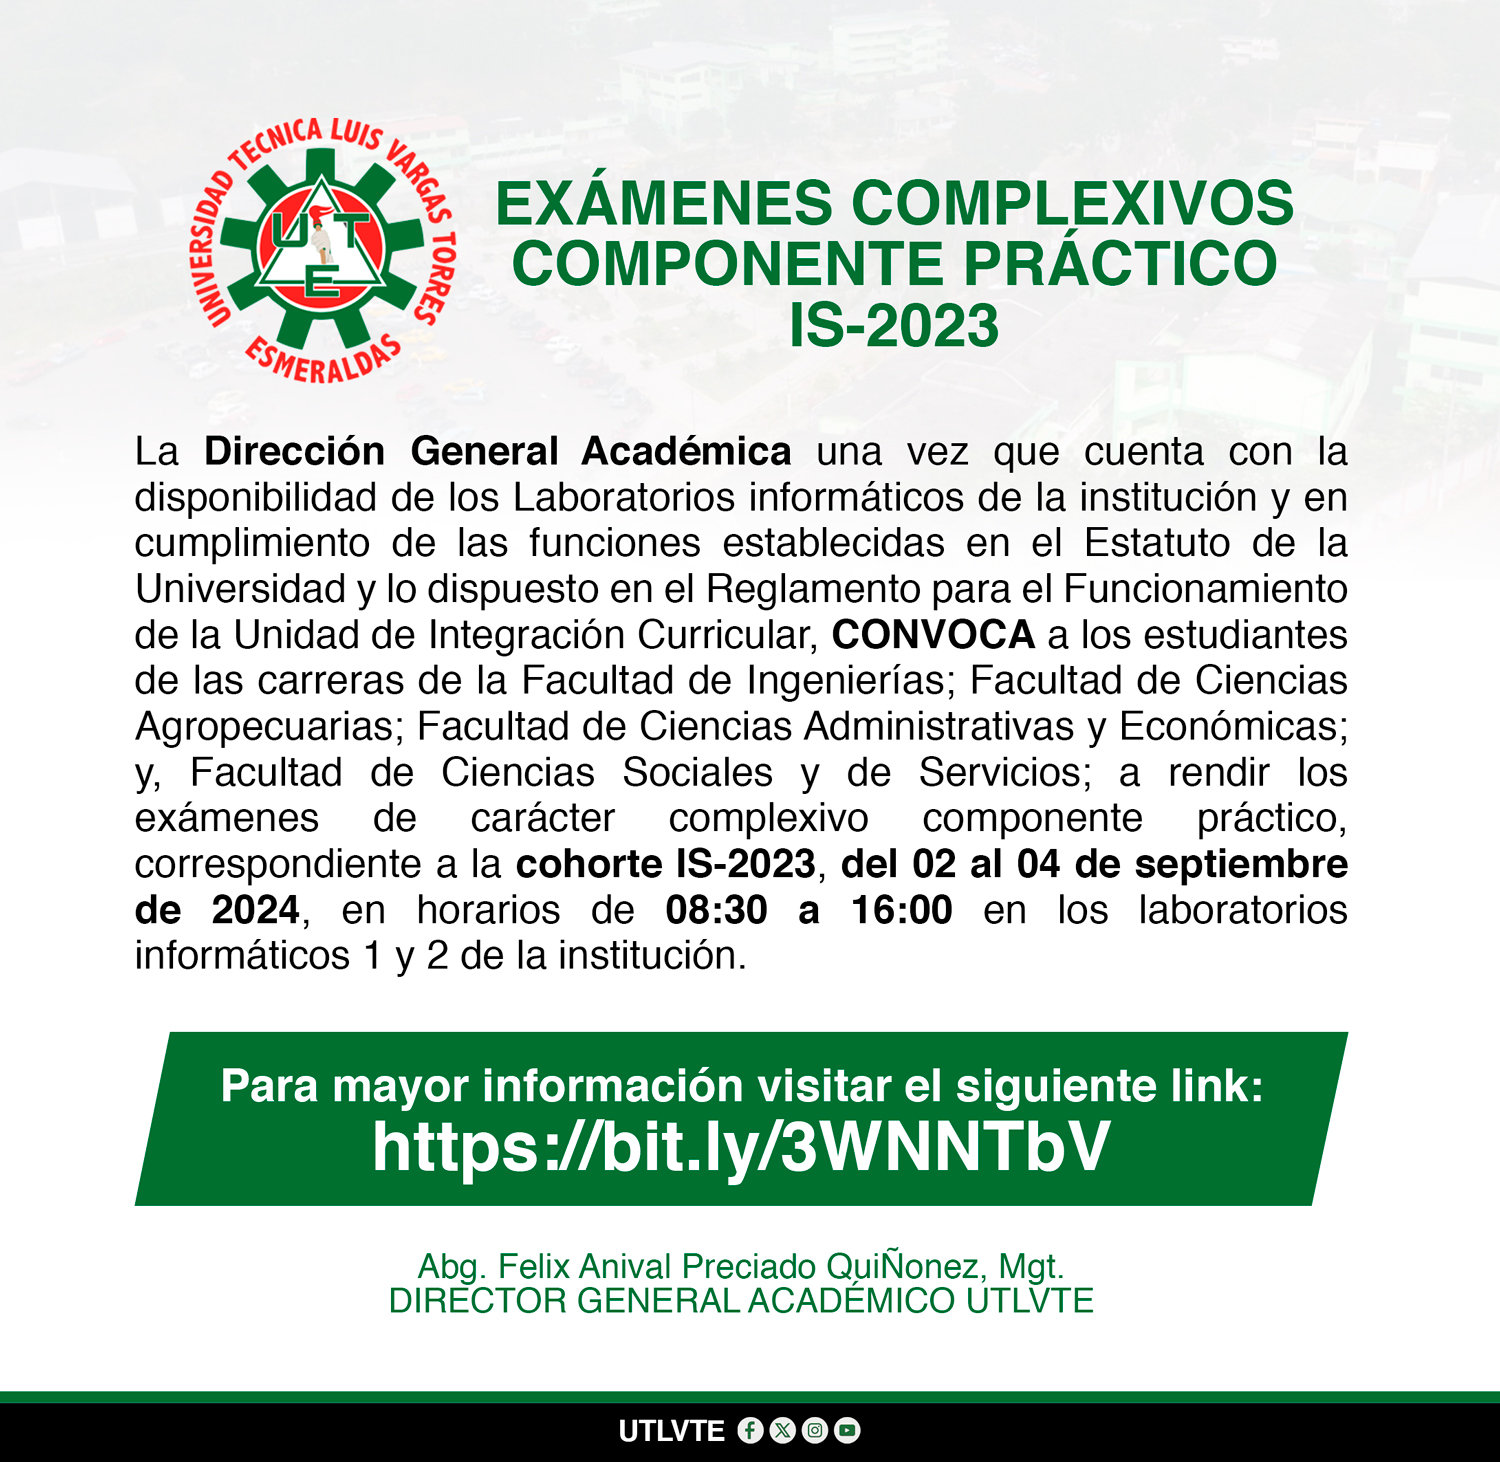 UNIVERSIDAD TECNICA LUIS VARGAS TORRES
ESMERALDAS
U T
E
EXÁMENES COMPLEXIVOS
COMPONENTE PRÁCTICO
IS-2023
La Dirección General Académica una vez que cuenta con la
disponibilidad de los Laboratorios informáticos de la institución y en
cumplimiento de las funciones establecidas en el Estatuto de la
Universidad y lo dispuesto en el Reglamento para el Funcionamiento
de la Unidad de Integración Curricular, CONVOCA a los estudiantes
de las carreras de la Facultad de Ingenierías; Facultad de Ciencias
Agropecuarias; Facultad de Ciencias Administrativas y Económicas;
y, Facultad de Ciencias Sociales y de Servicios; a rendir los
exámenes de carácter complexivo componente práctico,
correspondiente a la cohorte IS-2023, del 02 al 04 de septiembre
de 2024, en horarios de 08:30 a 16:00 en los laboratorios
informáticos 1 y 2 de la institución.
Para mayor información visitar el siguiente link:
https://bit.ly/3WNNTbV
Abg. Felix Anival Preciado QuiÑonez, Mgt.
DIRECTOR GENERAL ACADÉMICO UTLVTE
UTLVTE